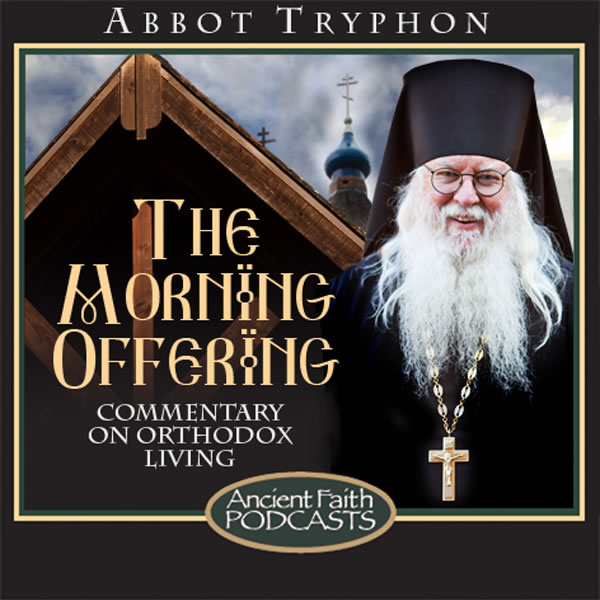 ABBOT TRYPHON
THE
MORNING
OFFERING
COMMENTARY
ON ORTHODOX
LIVING
Ancient Faith
PODCASTS